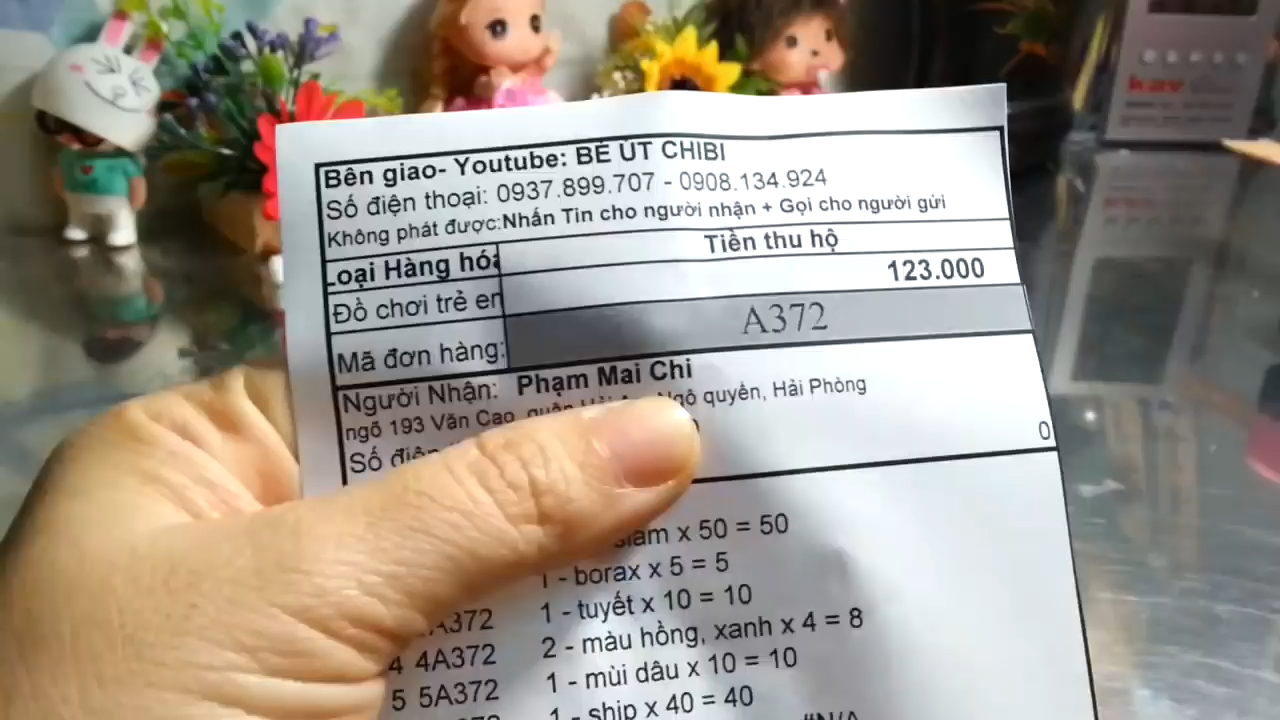 Bên giao- Youtube: BÉ ÚT CHIBI
Số điện thoại: 0937.899.707 - 0908.134.924
Không phát được:Nhấn Tin cho người nhận + Gọi cho người gửi
Loại Hàng hóa Tiền thu hộ
Đồ chơi trẻ em 123.000
Mã đơn hàng: A372
Người Nhận: Phạm Mai Chi
ngõ 193 Văn Cao, quận Ngô quyền, Hải Phòng
Số 0
x 50 = 50
1 - borax x 5 = 5
A372 1 - tuyết x 10 = 10
4 4A372 2 - màu hồng, xanh x 4 = 8
5 5A372 1 - mùi dâu x 10 = 10
1 - ship x 40 = 40
#N/A